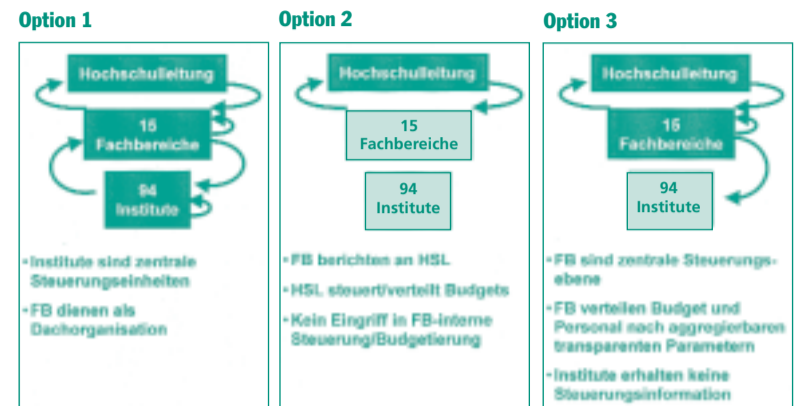 Option 1
Hochschulleitung
15
Fachbereiche
94
Institute
•Institute sind zentrale
Steuerungseinheiten
•FB dienen als
Dachorganisation
Option 2
Hochschulleitung
15
Fachbereiche
94
Institute
•FB berichten an HSL
•HSL steuert/verteilt Budgets
•Kein Eingriff in FB-interne
Steuerung/Budgetierung
Option 3
Hochschulleitung
15
Fachbereiche
94
Institute
•FB sind zentrale Steuerungs-
ebene
•FB verteilen Budget und
Personal nach aggregierbaren
transparenten Parametern
•Institute erhalten keine
Steuerungsinformation